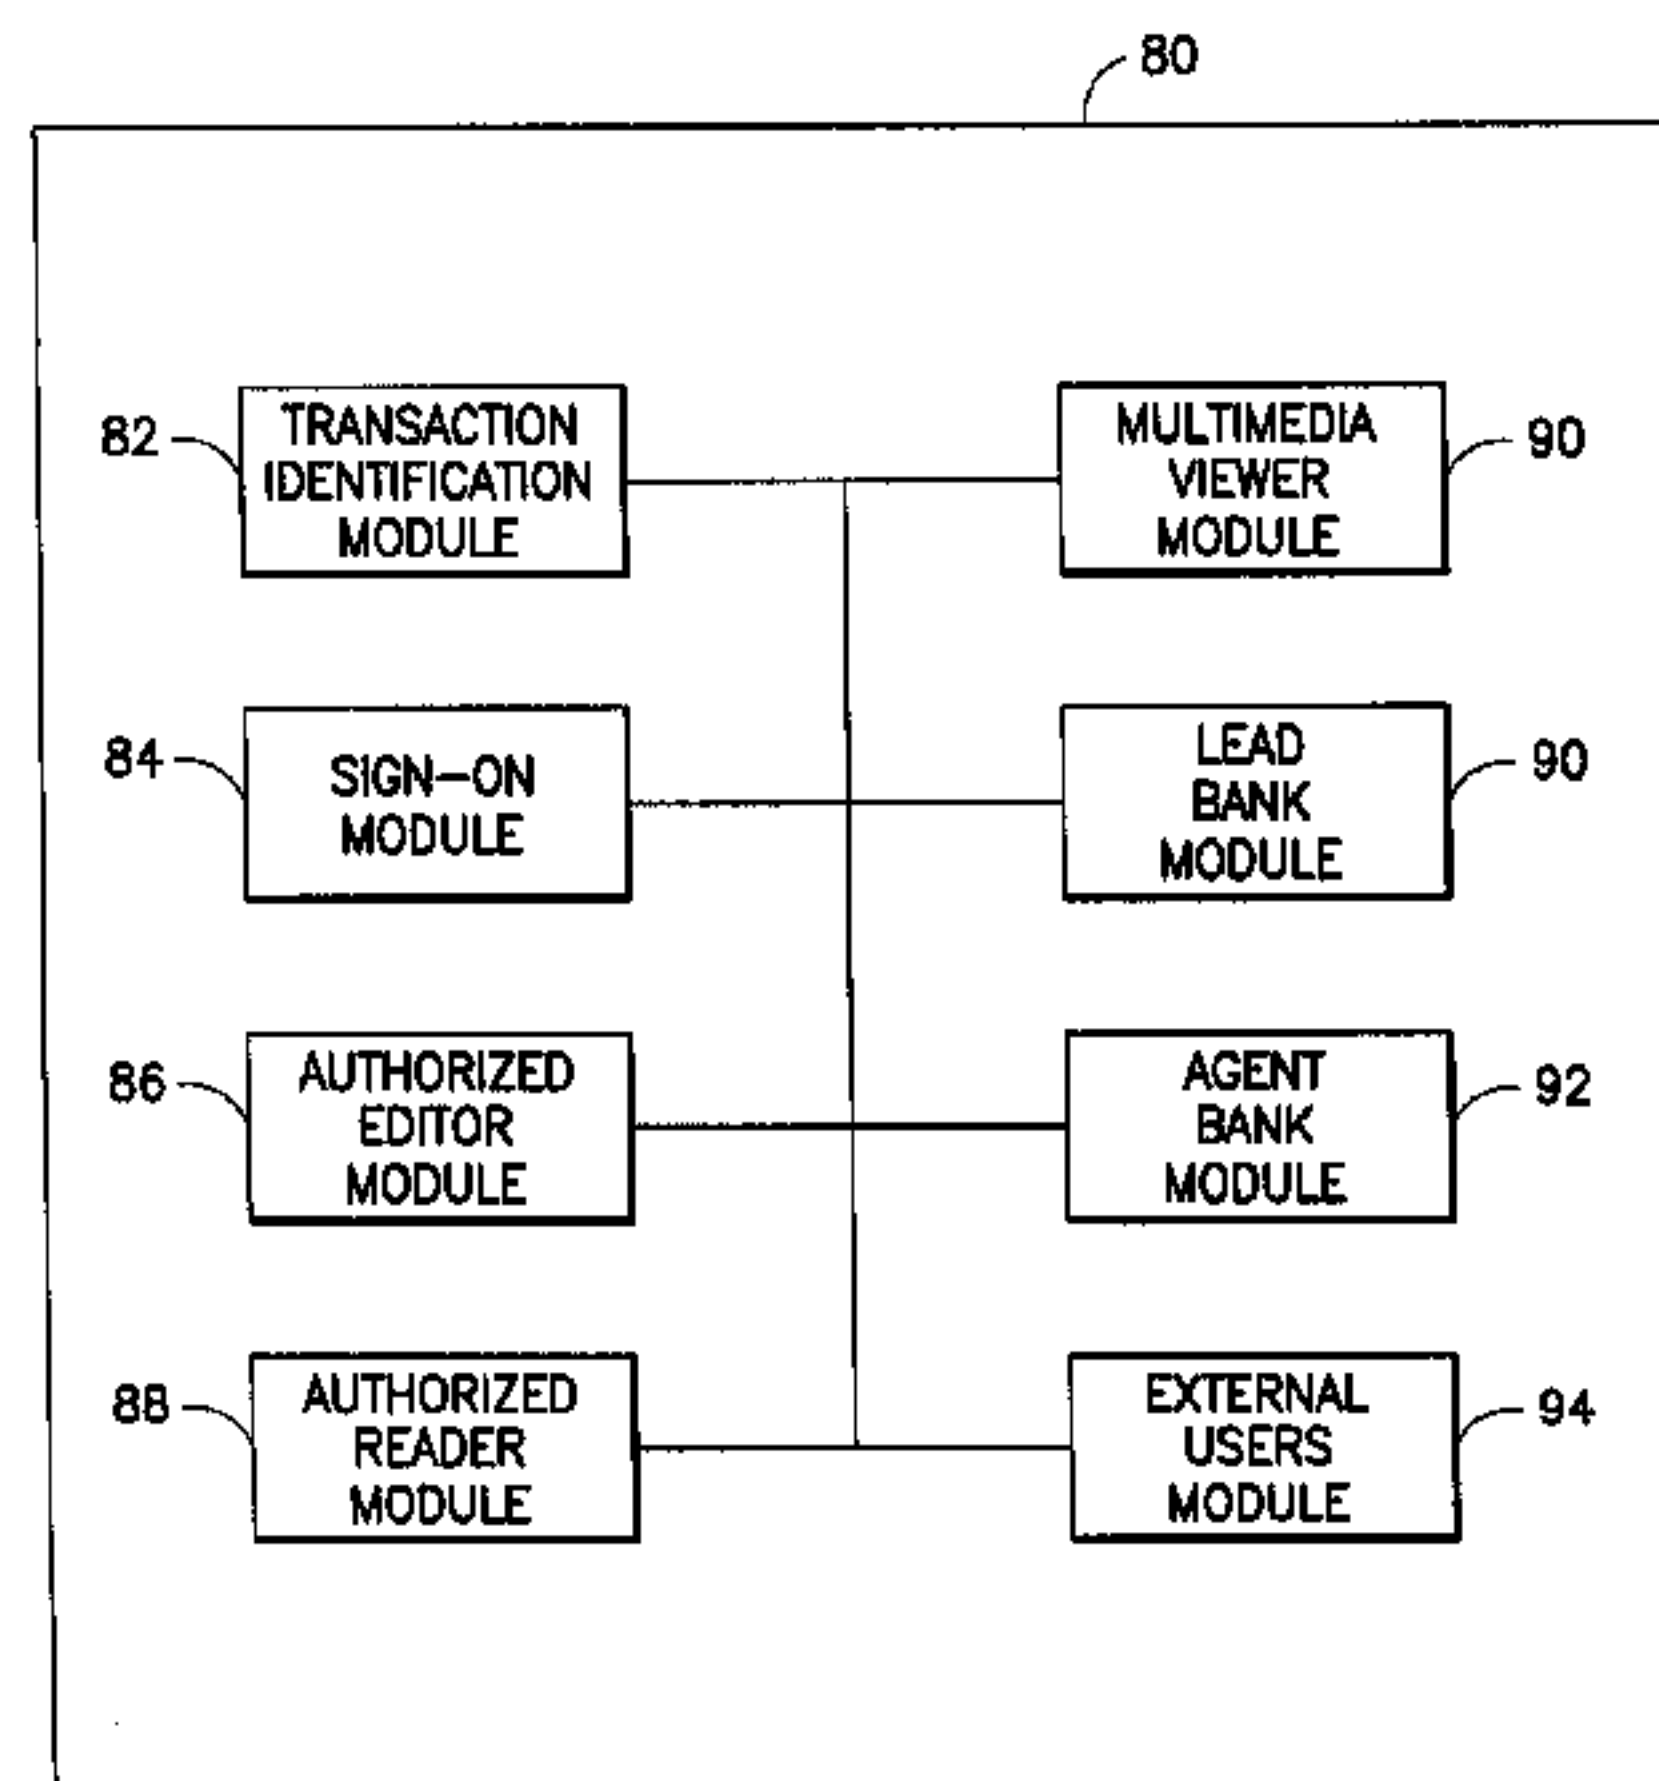 80
82
TRANSACTION
IDENTIFICATION
MODULE
MULTIMEDIA
VIEWER
MODULE
90
84
SIGN-ON
MODULE
LEAD
BANK
MODULE
90
86
AUTHORIZED
EDITOR
MODULE
AGENT
BANK
MODULE
92
88
AUTHORIZED
READER
MODULE
EXTERNAL
USERS
MODULE
94